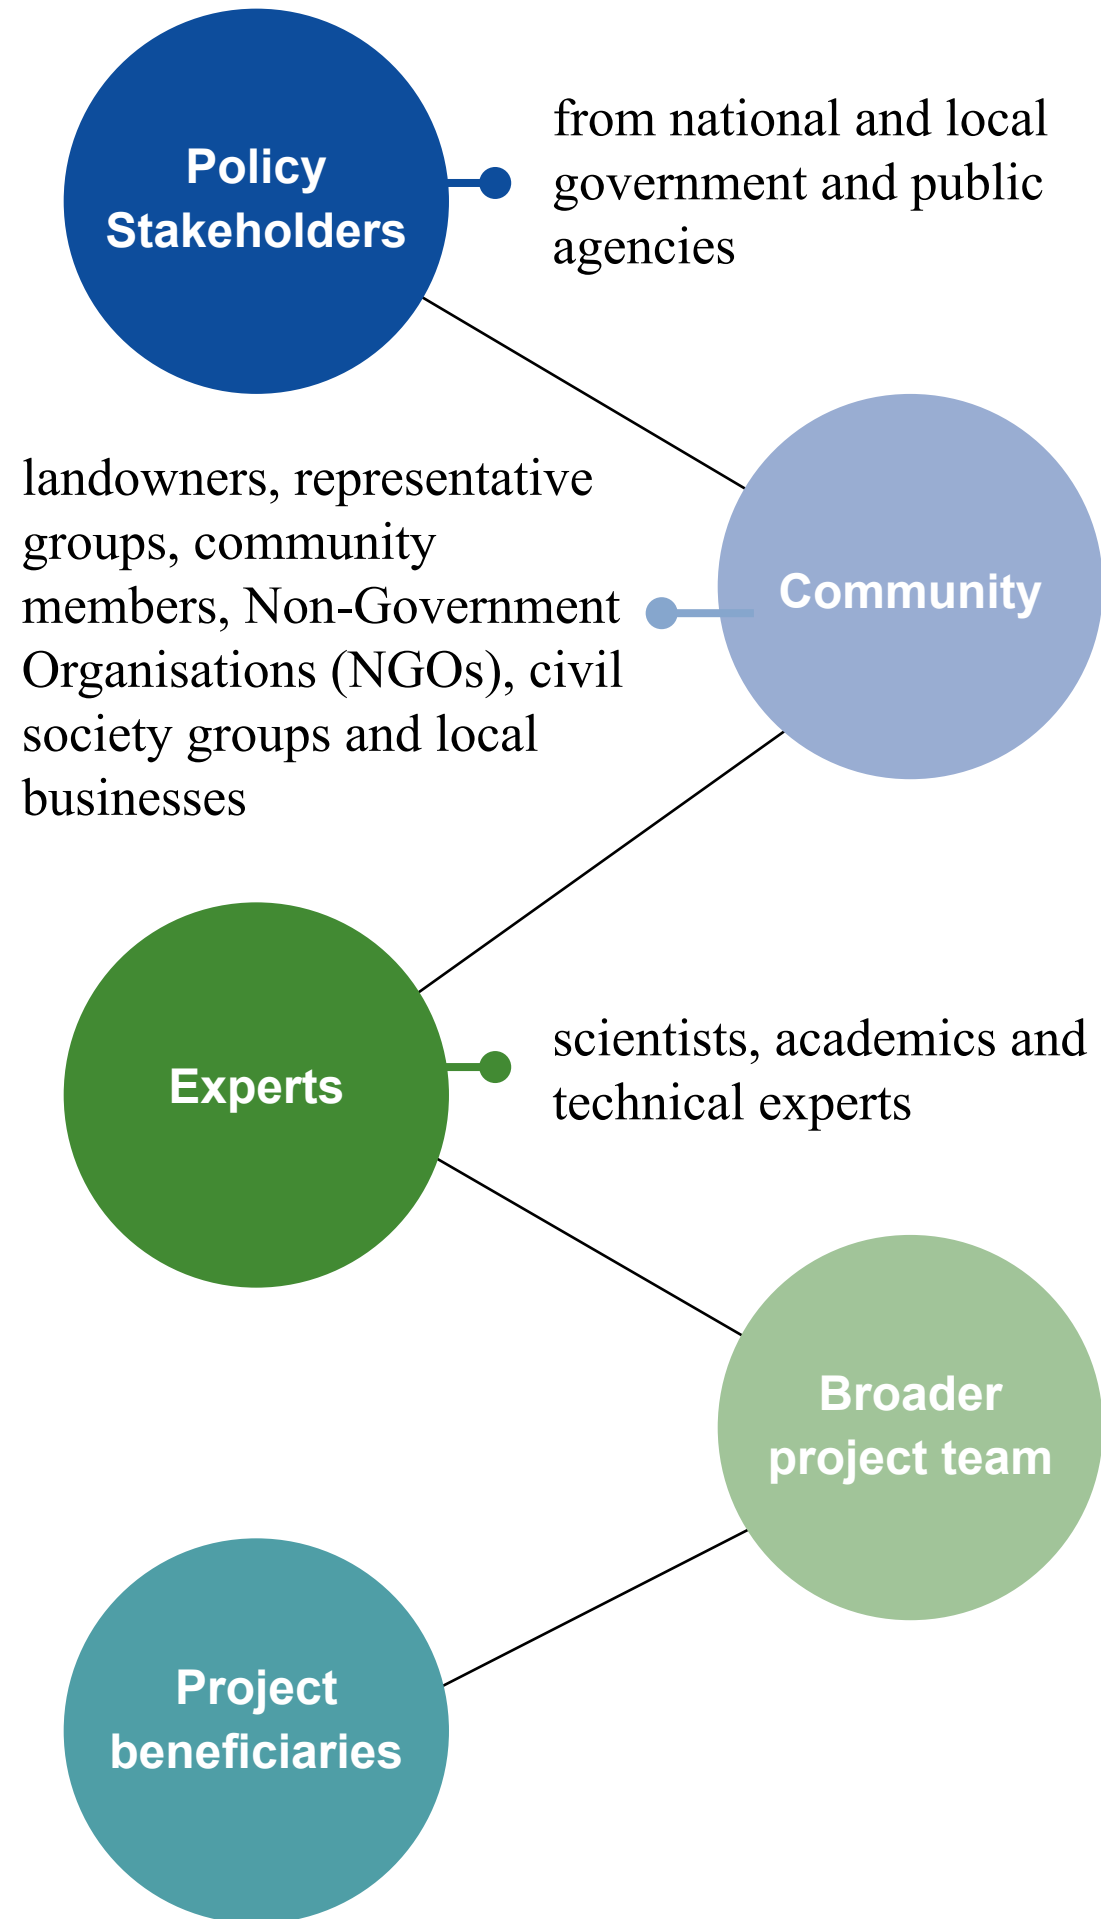 Policy
Stakeholders
from national and local
government and public
agencies
landowners, representative
groups, community
members, Non-Government
Organisations (NGOs), civil
society groups and local
businesses
Community
Experts
scientists, academics and
technical experts
Broader
project team
Project
beneficiaries